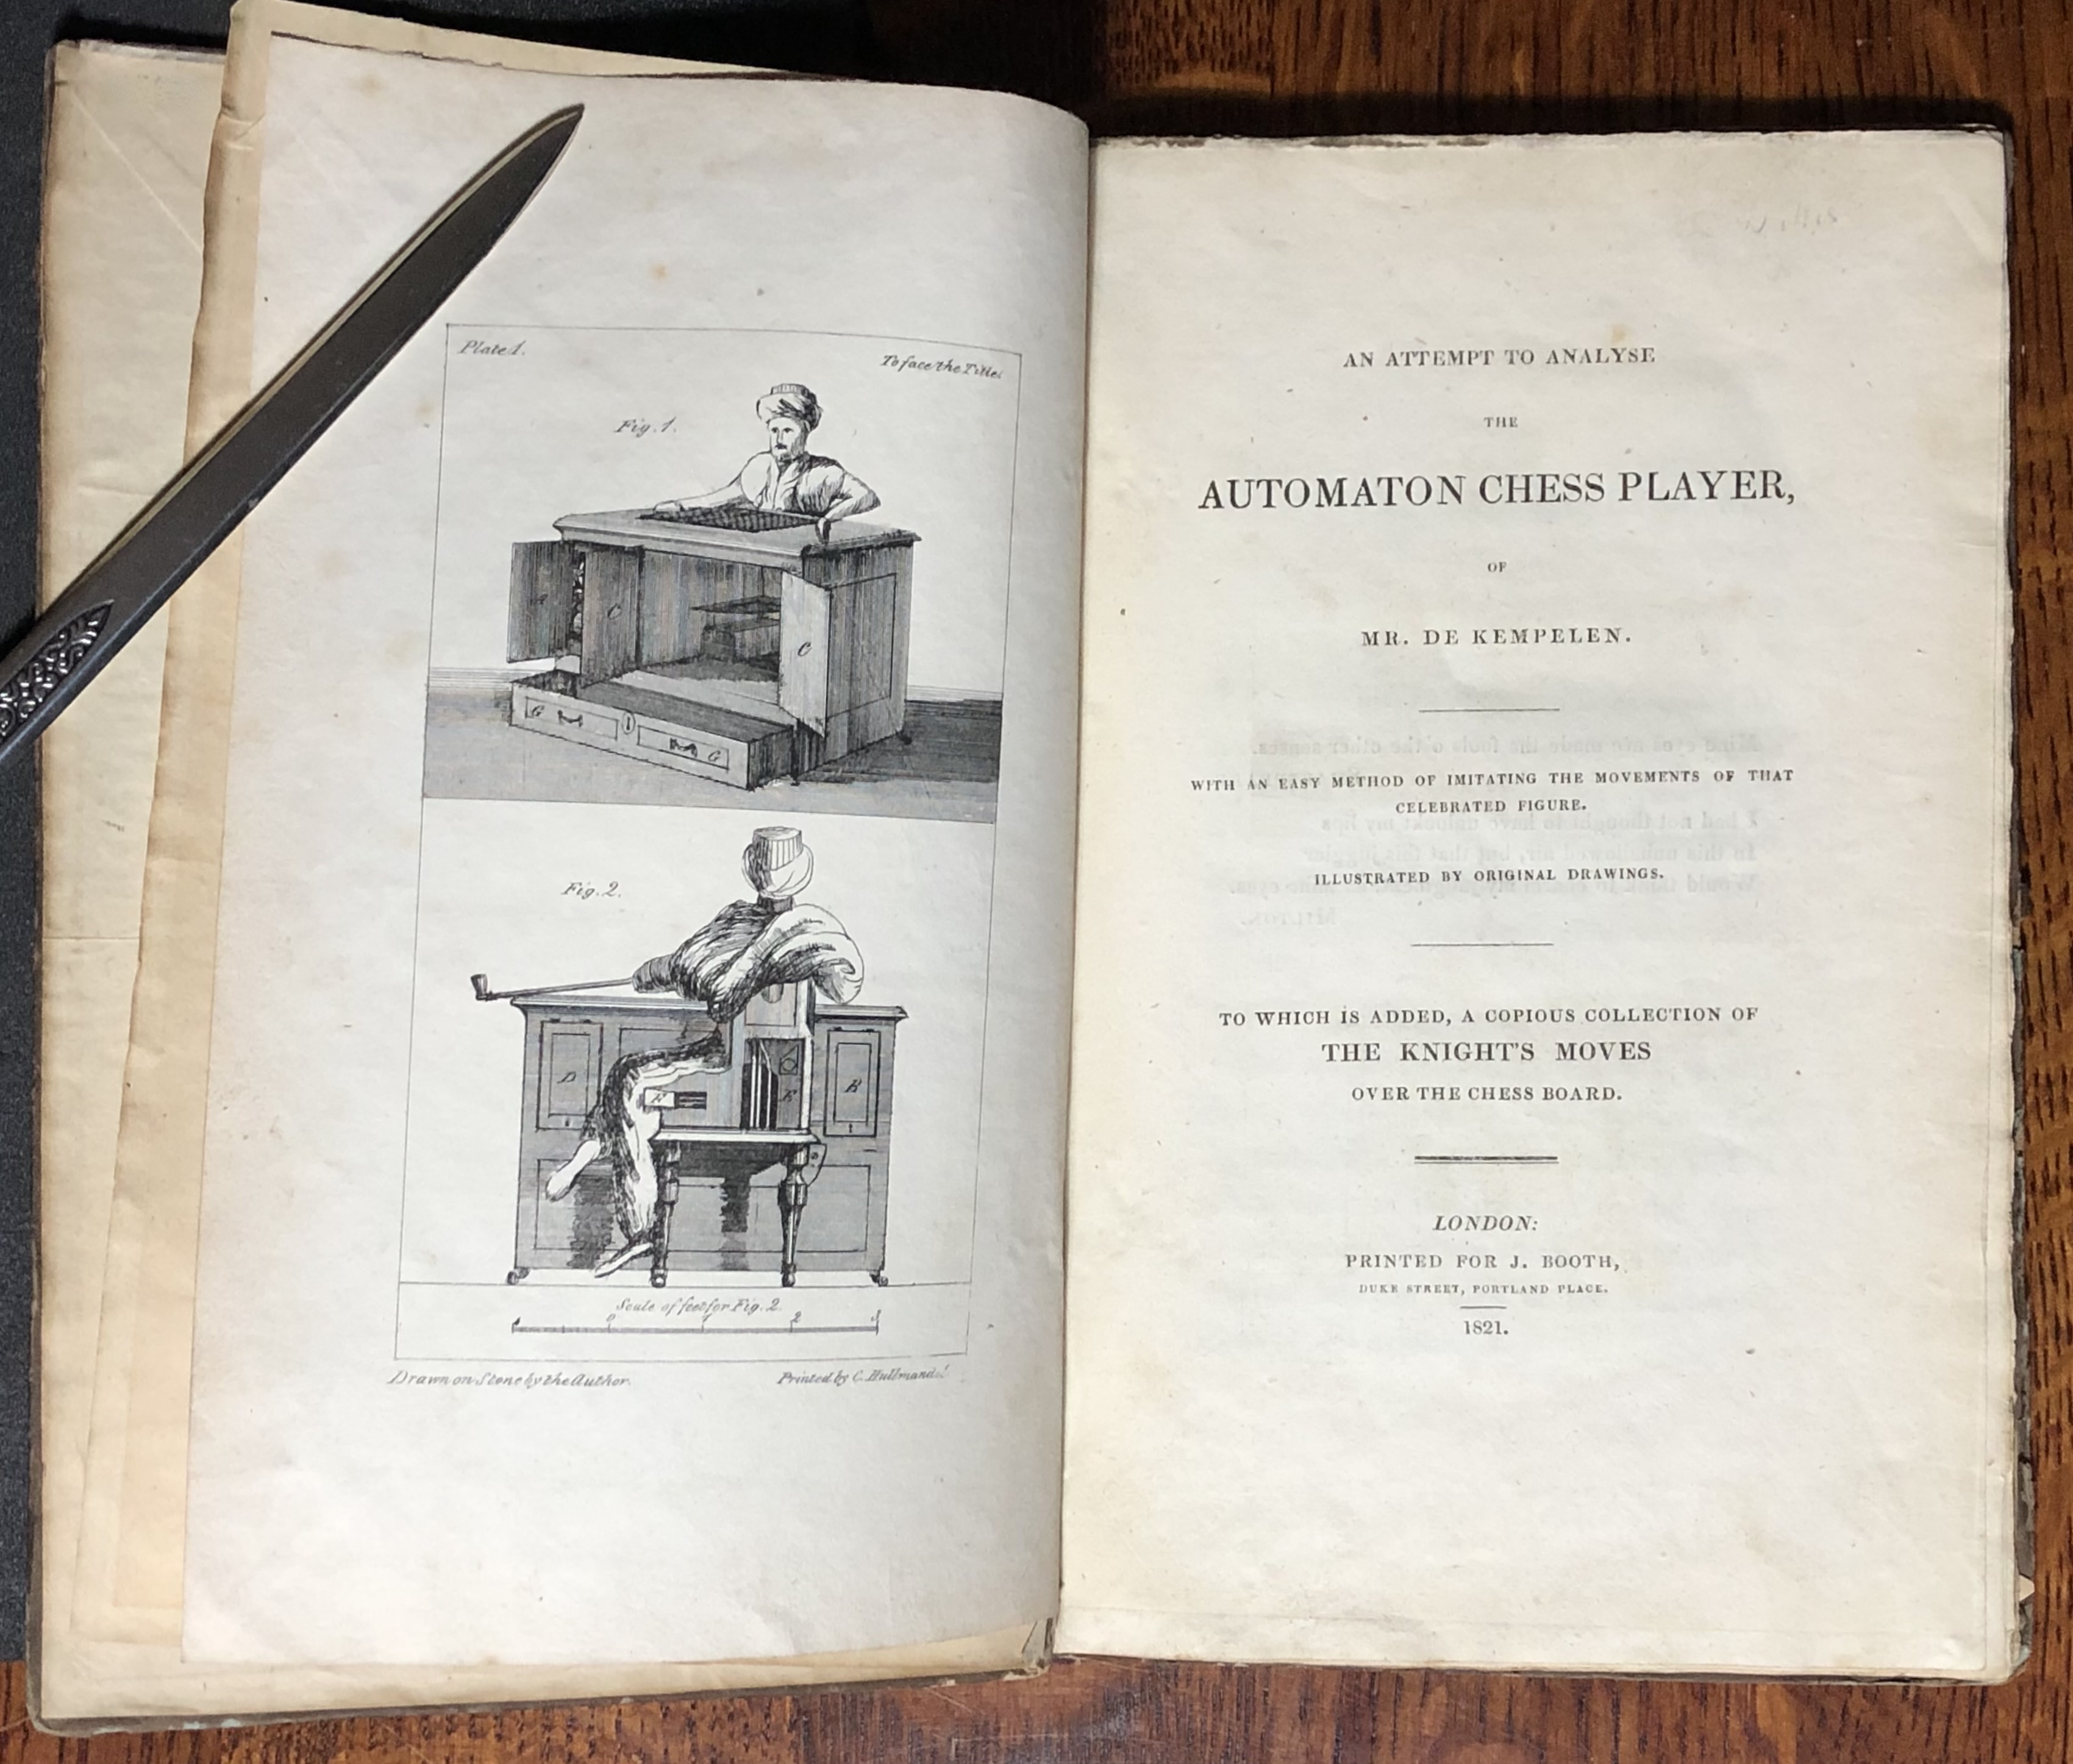 Plate 1.
To face the Title.
Fig. 1.
A
C
C
G
G
Fig. 2.
D
F
E
B
Scale of feet for Fig. 2.
1
0
1
2
3
Drawn on Stone by the Author.
Printed by C. Hullmandel
AN ATTEMPT TO ANALYSE
THE
AUTOMATON CHESS PLAYER,
OF
MR. DE KEMPELEN.
WITH AN EASY METHOD OF IMITATING THE MOVEMENTS OF THAT
CELEBRATED FIGURE.
ILLUSTRATED BY ORIGINAL DRAWINGS.
TO WHICH IS ADDED, A COPIOUS COLLECTION OF
THE KNIGHT'S MOVES
OVER THE CHESS BOARD.
LONDON:
PRINTED FOR J. BOOTH,
DUKE STREET, PORTLAND PLACE.
1821.